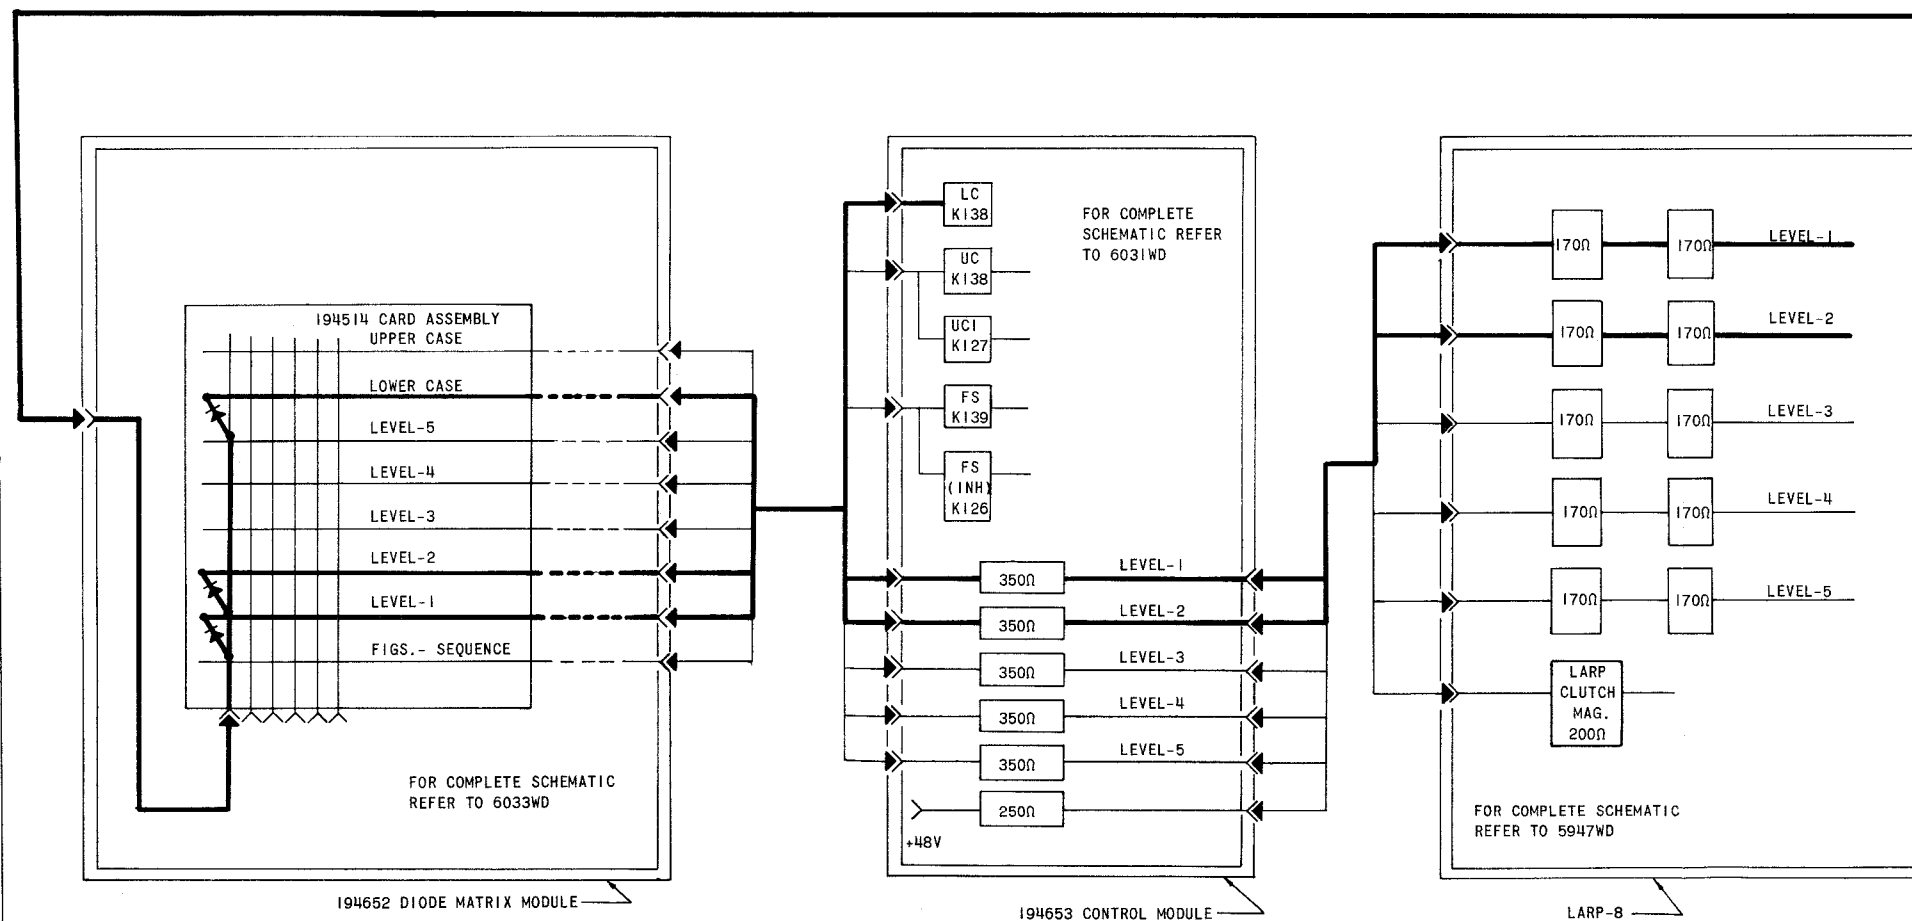 194514 CARD ASSEMBLY
UPPER CASE
LOWER CASE
LEVEL-5
LEVEL-4
LEVEL-3
LEVEL-2
LEVEL-1
FIGS.- SEQUENCE
FOR COMPLETE SCHEMATIC
REFER TO 6033WD
194652 DIODE MATRIX MODULE
LC
K138
UC
K138
UC1
K127
FS
K139
FS
(INH)
K126
FOR COMPLETE
SCHEMATIC REFER
TO 6031WD
350Ω
LEVEL-1
350Ω
LEVEL-2
350Ω
LEVEL-3
350Ω
LEVEL-4
350Ω
LEVEL-5
250Ω
+48V
194653 CONTROL MODULE
170Ω
170Ω
LEVEL-1
170Ω
170Ω
LEVEL-2
170Ω
170Ω
LEVEL-3
170Ω
170Ω
LEVEL-4
170Ω
170Ω
LEVEL-5
LARP
CLUTCH
MAG.
200Ω
FOR COMPLETE SCHEMATIC
REFER TO 5947WD
LARP-8